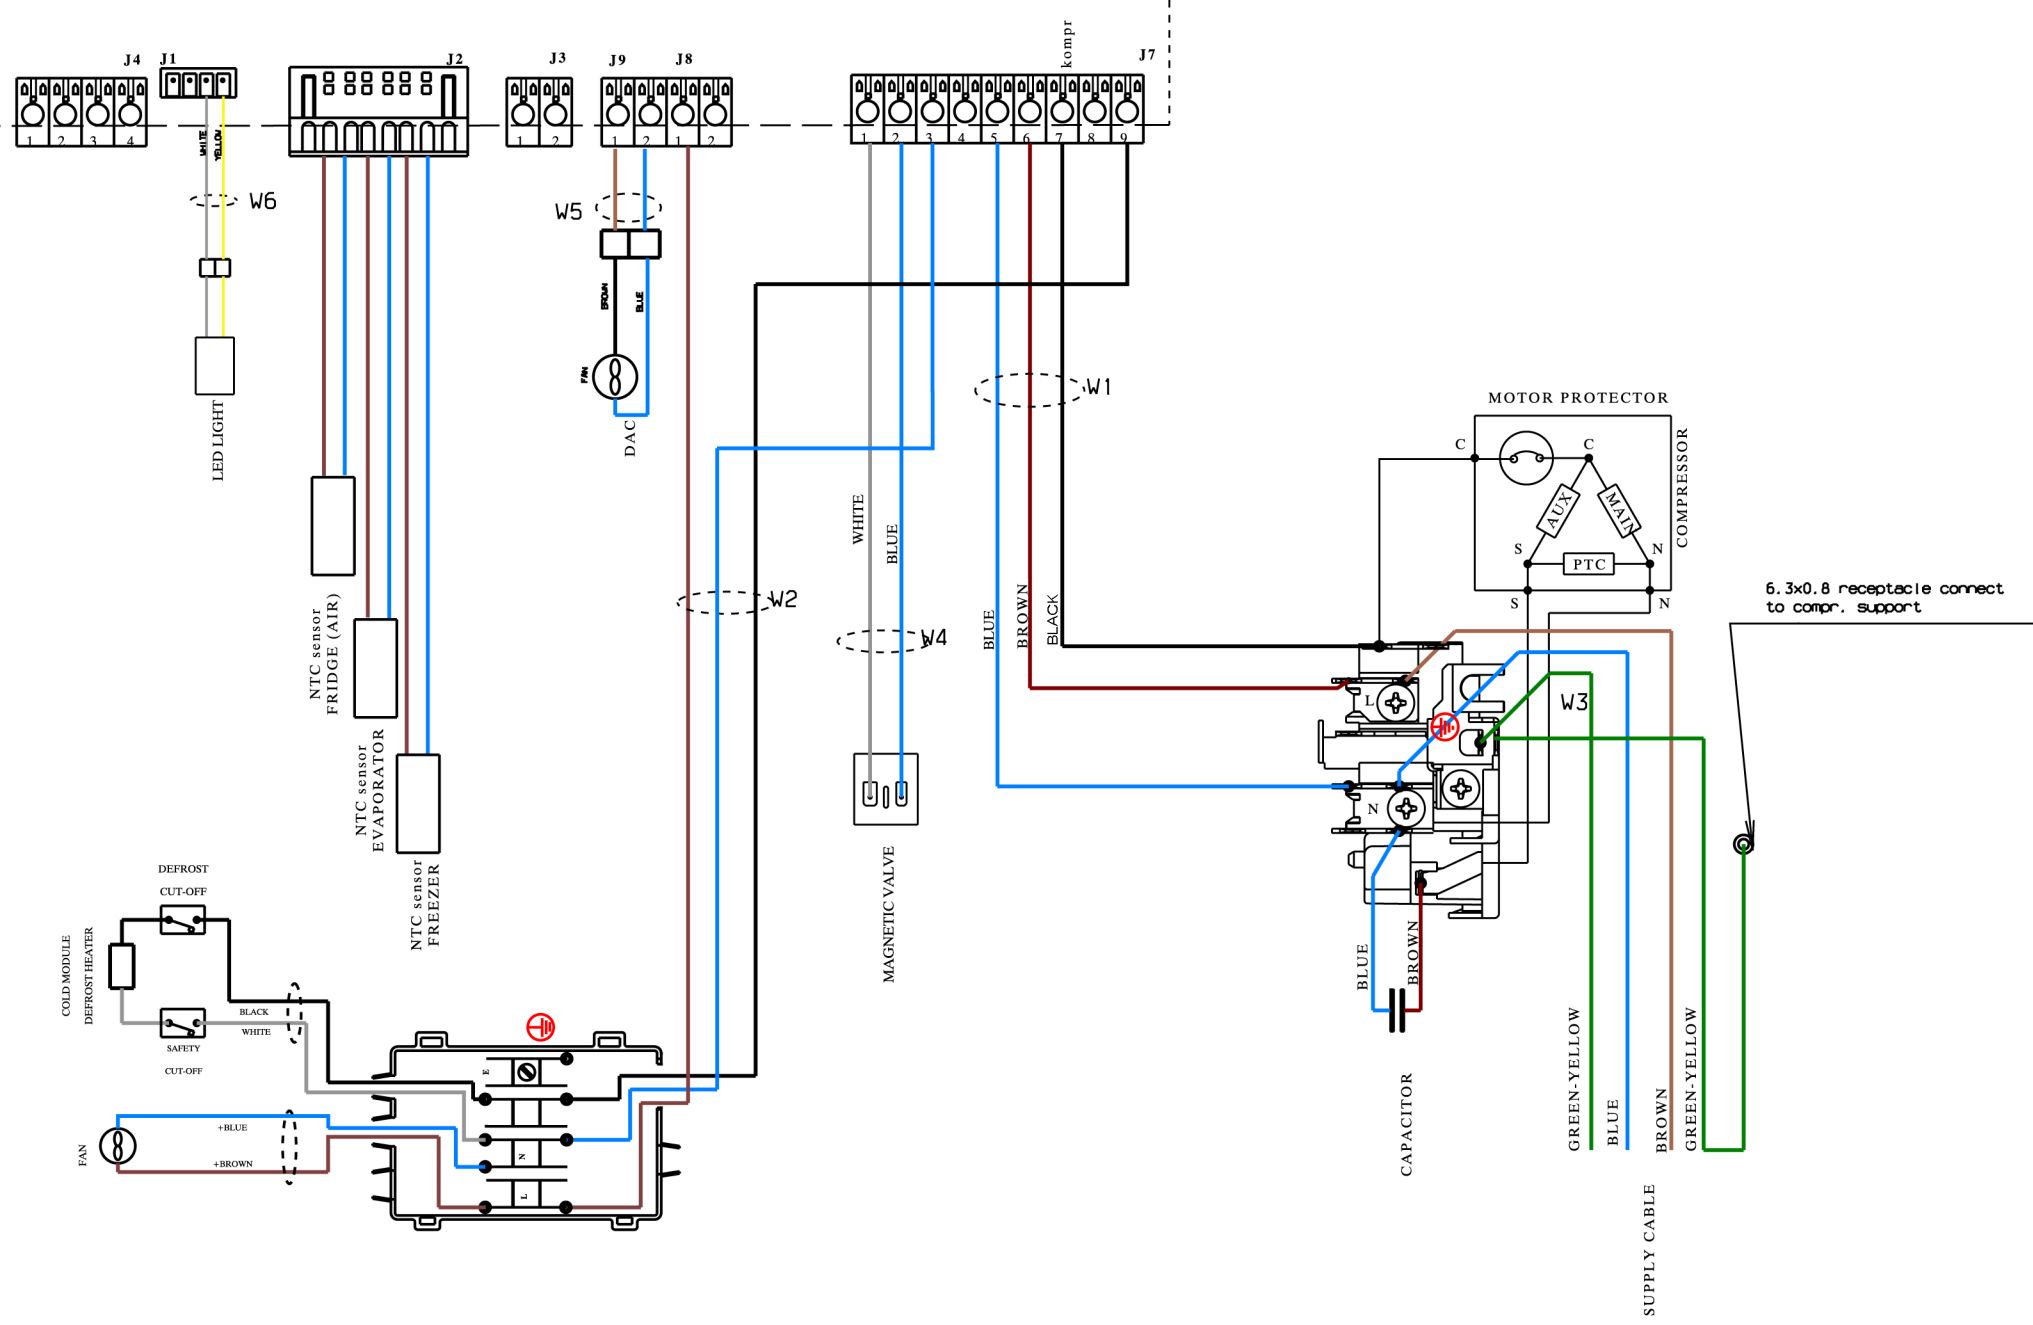 kompr
J4
J1
J2
J3
J9
J8
J7
1
2
3
4
1
2
1
2
1
2
1
2
3
4
5
6
7
8
9
WHITE
YELLOW
W6
W5
BROWN
BLUE
FAN
DAC
LED LIGHT
W1
MOTOR PROTECTOR
C
C
AUX
MAIN
COMPRESSOR
S
N
PTC
S
N
WHITE
BLUE
W2
W4
BLUE
BROWN
BLACK
6.3x0.8 receptacle connect
to compr. support
NTC sensor
FRIDGE (AIR)
L
W3
NTC sensor
EVAPORATOR
N
NTC sensor
FREEZER
MAGNETIC VALVE
DEFROST
CUT-OFF
COLD MODULE
DEFROST HEATER
BLACK
WHITE
SAFETY
CUT-OFF
BLUE
BROWN
CAPACITOR
E
N
L
+BLUE
FAN
+BROWN
GREEN-YELLOW
BLUE
BROWN
GREEN-YELLOW
SUPPLY CABLE